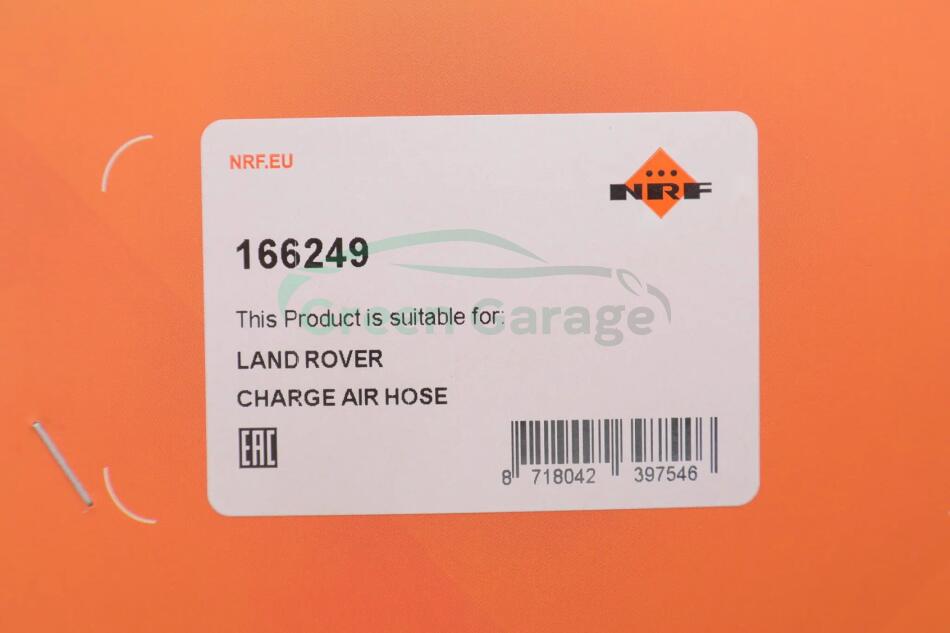 NRF.EU
NRF
166249
Green Garage
This Product is suitable for:
LAND ROVER
CHARGE AIR HOSE
EAC
8 718042 397546